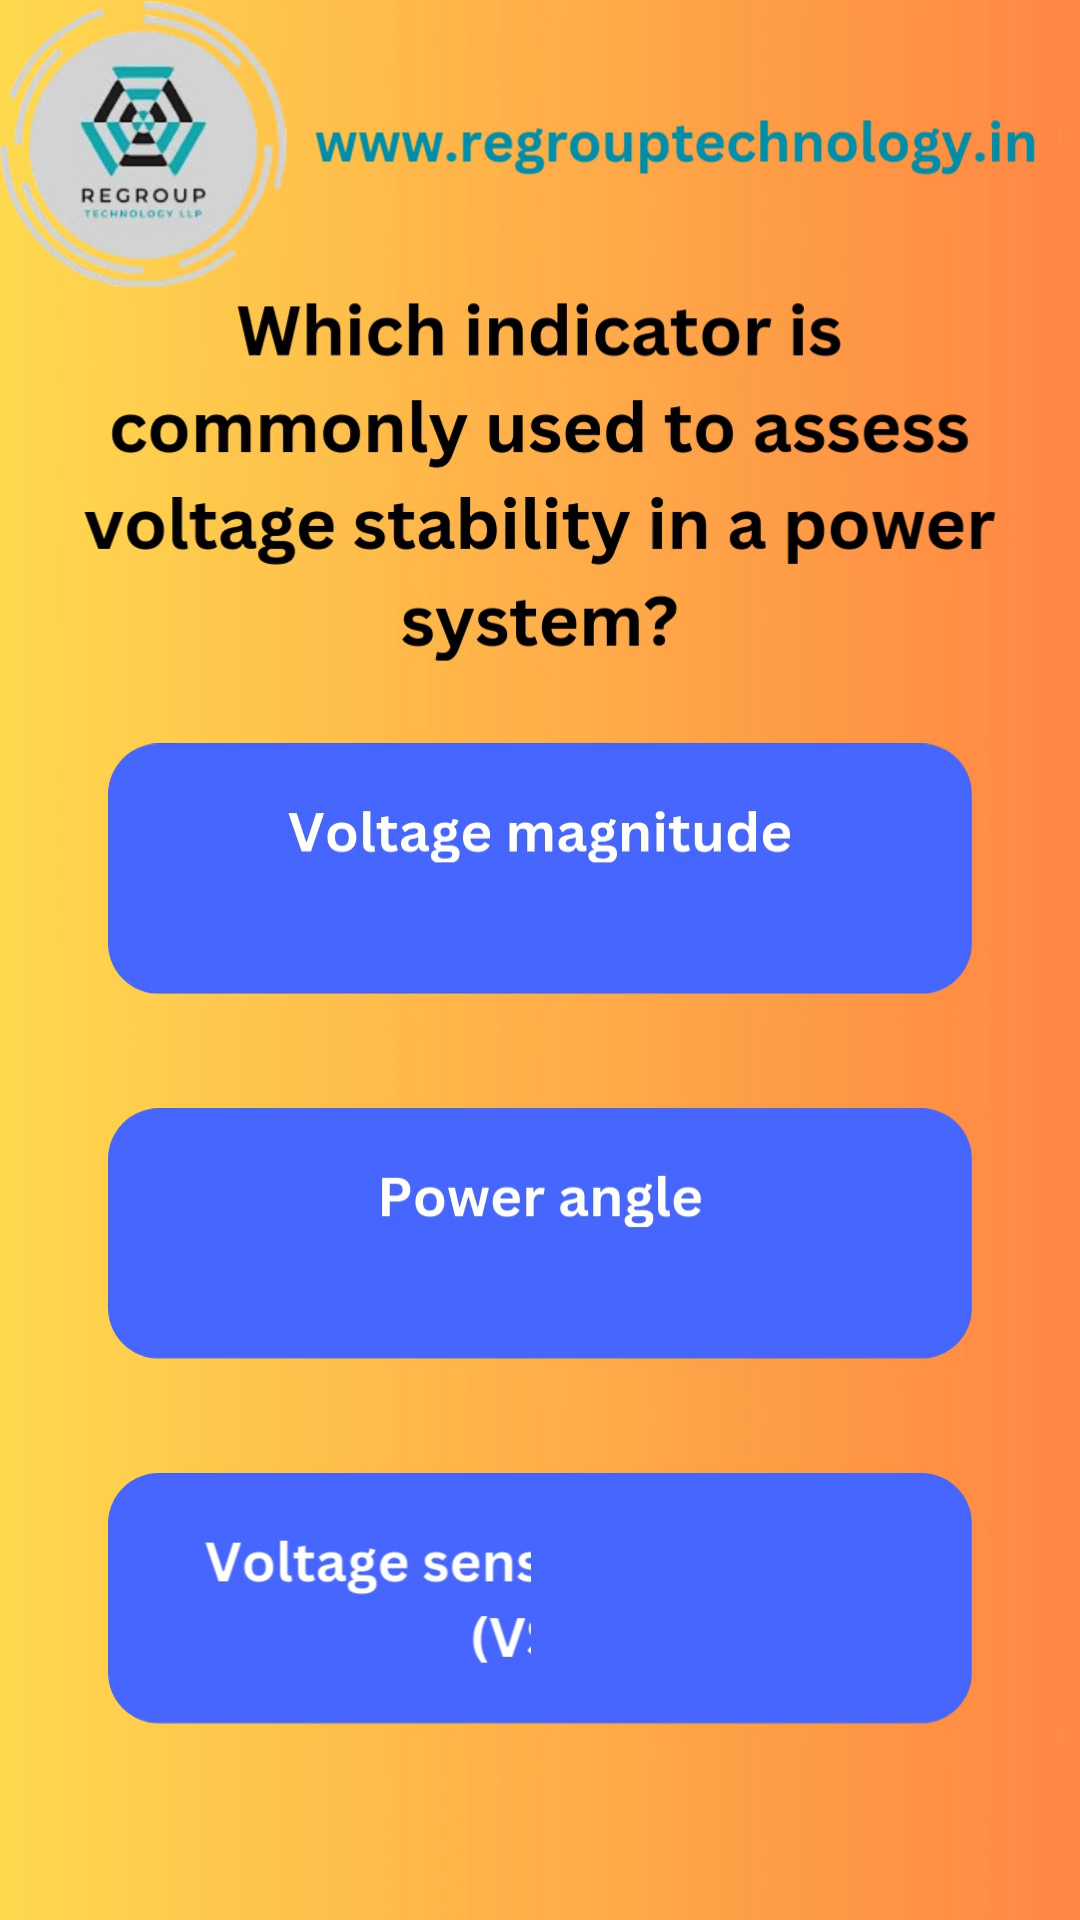 REGROUP
TECHNOLOGY LLP
www.regrouptechnology.in
Which indicator is
commonly used to assess
voltage stability in a power
system?
Voltage magnitude
Power angle
Voltage